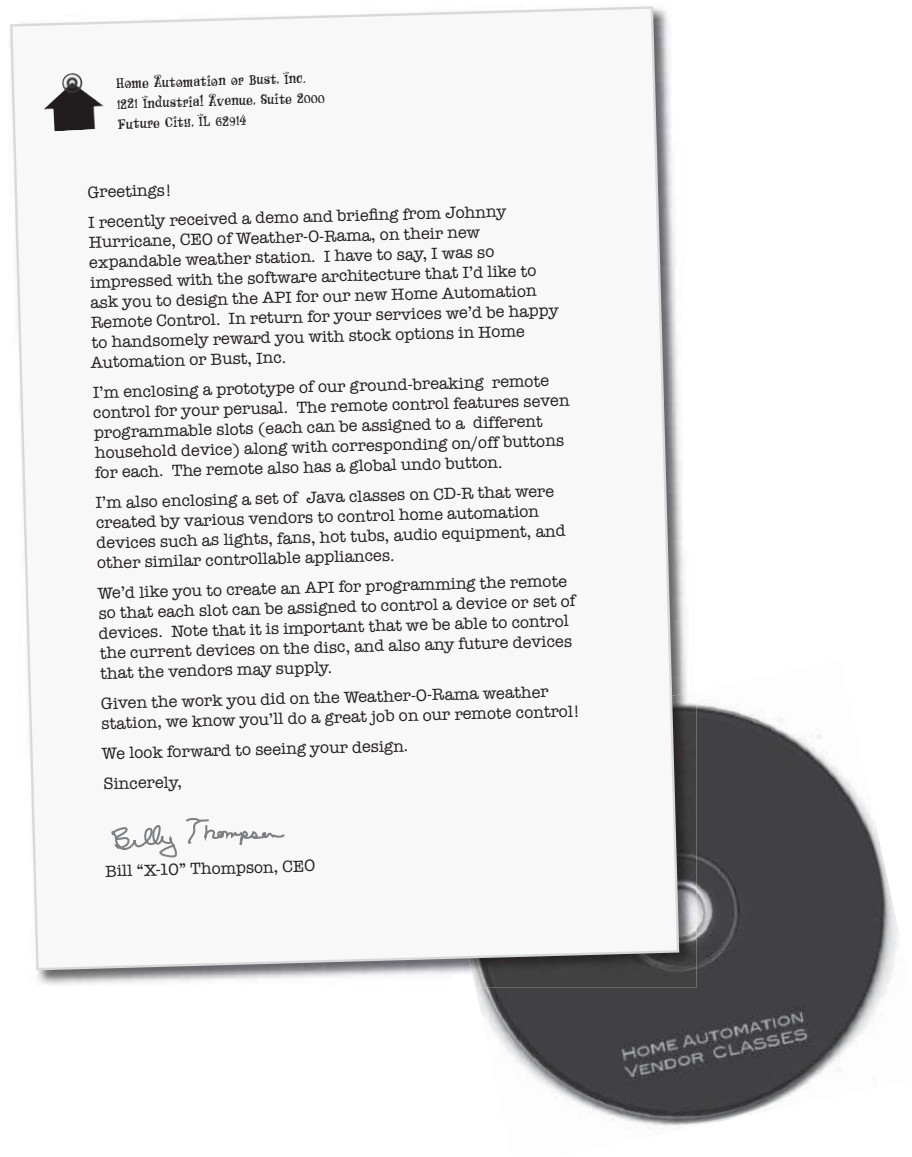 Home Automation or Bust, Inc.
1221 Industrial Avenue, Suite 2000
Future City, IL 62914
Greetings!
I recently received a demo and briefing from Johnny
Hurricane, CEO of Weather-O-Rama, on their new
expandable weather station.  I have to say, I was so
impressed with the software architecture that I'd like to
ask you to design the API for our new Home Automation
Remote Control.  In return for your services we'd be happy
to handsomely reward you with stock options in Home
Automation or Bust, Inc.
I'm enclosing a prototype of our ground-breaking  remote
control for your perusal.  The remote control features seven
programmable slots (each can be assigned to a  different
household device) along with corresponding on/off buttons
for each.  The remote also has a global undo button.
I'm also enclosing a set of  Java classes on CD-R that were
created by various vendors to control home automation
devices such as lights, fans, hot tubs, audio equipment, and
other similar controllable appliances.
We'd like you to create an API for programming the remote
so that each slot can be assigned to control a device or set of
devices.  Note that it is important that we be able to control
the current devices on the disc, and also any future devices
that the vendors may supply.
Given the work you did on the Weather-O-Rama weather
station, we know you'll do a great job on our remote control!
We look forward to seeing your design.
Sincerely,
Billy Thompson
Bill “X-10” Thompson, CEO
HOME AUTOMATION
VENDOR CLASSES